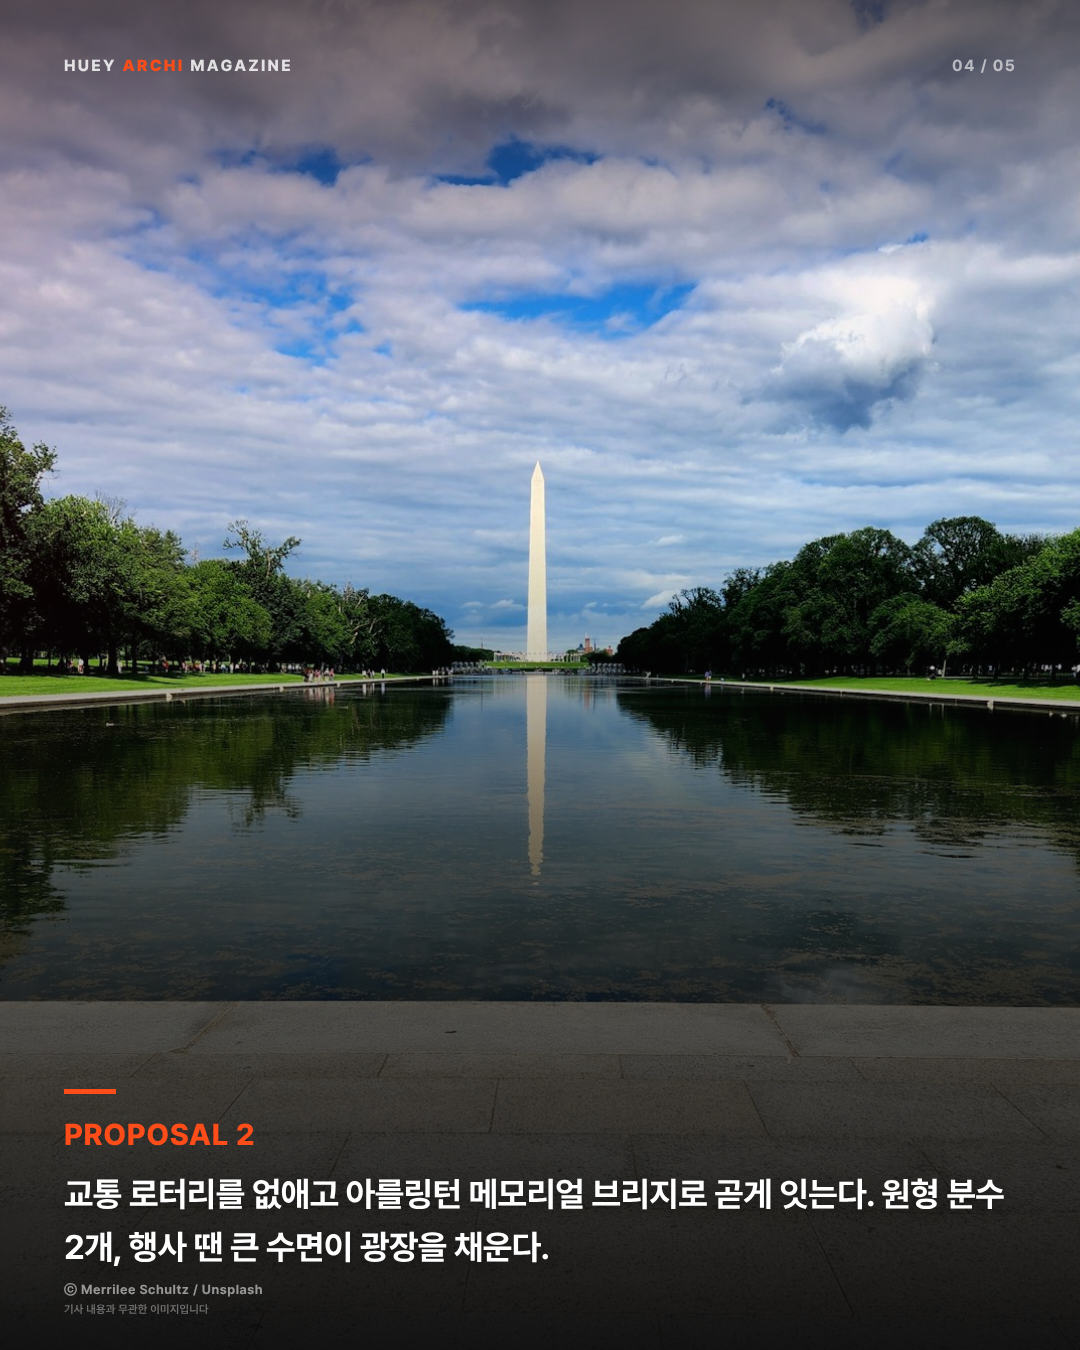 HUEY ARCHI MAGAZINE
04 / 05
PROPOSAL 2
교통 로터리를 없애고 아를링턴 메모리얼 브리지로 곧게 잇는다. 원형 분수
2개, 행사 땐 큰 수면이 광장을 채운다.
© Merrilee Schultz / Unsplash
기사 내용과 무관한 이미지입니다